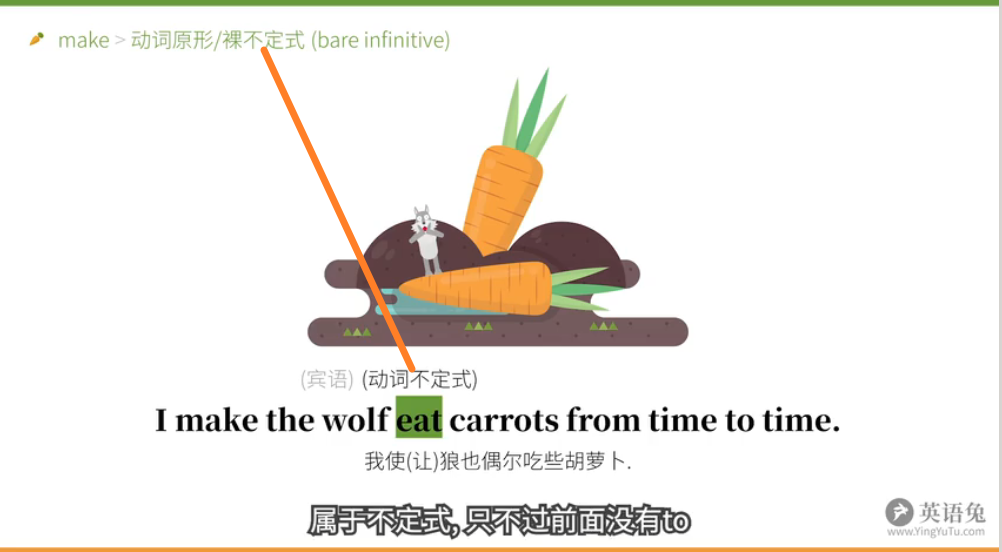 make > 动词原形/裸不定式 (bare infinitive)
(宾语) (动词不定式)
I make the wolf eat carrots from time to time.
我使(让)狼也偶尔吃些胡萝卜.
属于不定式, 只不过前面没有to
英语兔
www.YingYuTu.com